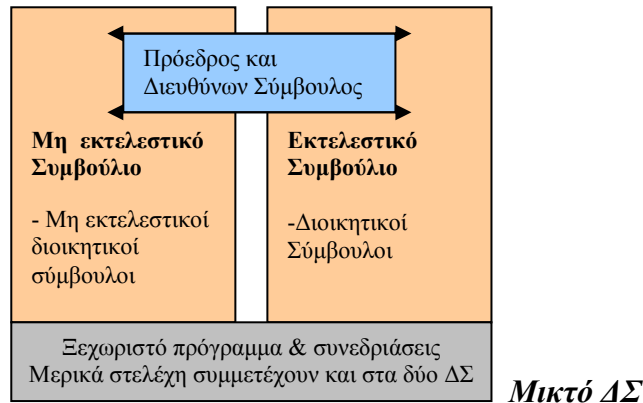 Πρόεδρος και
Διευθύνων Σύμβουλος
Μη εκτελεστικό
Συμβούλιο
- Μη εκτελεστικοί
διοικητικοί
σύμβουλοι
Εκτελεστικό
Συμβούλιο
-Διοικητικοί
Σύμβουλοι
Ξεχωριστό πρόγραμμα & συνεδριάσεις
Μερικά στελέχη συμμετέχουν και στα δύο ΔΣ
Μικτό ΔΣ